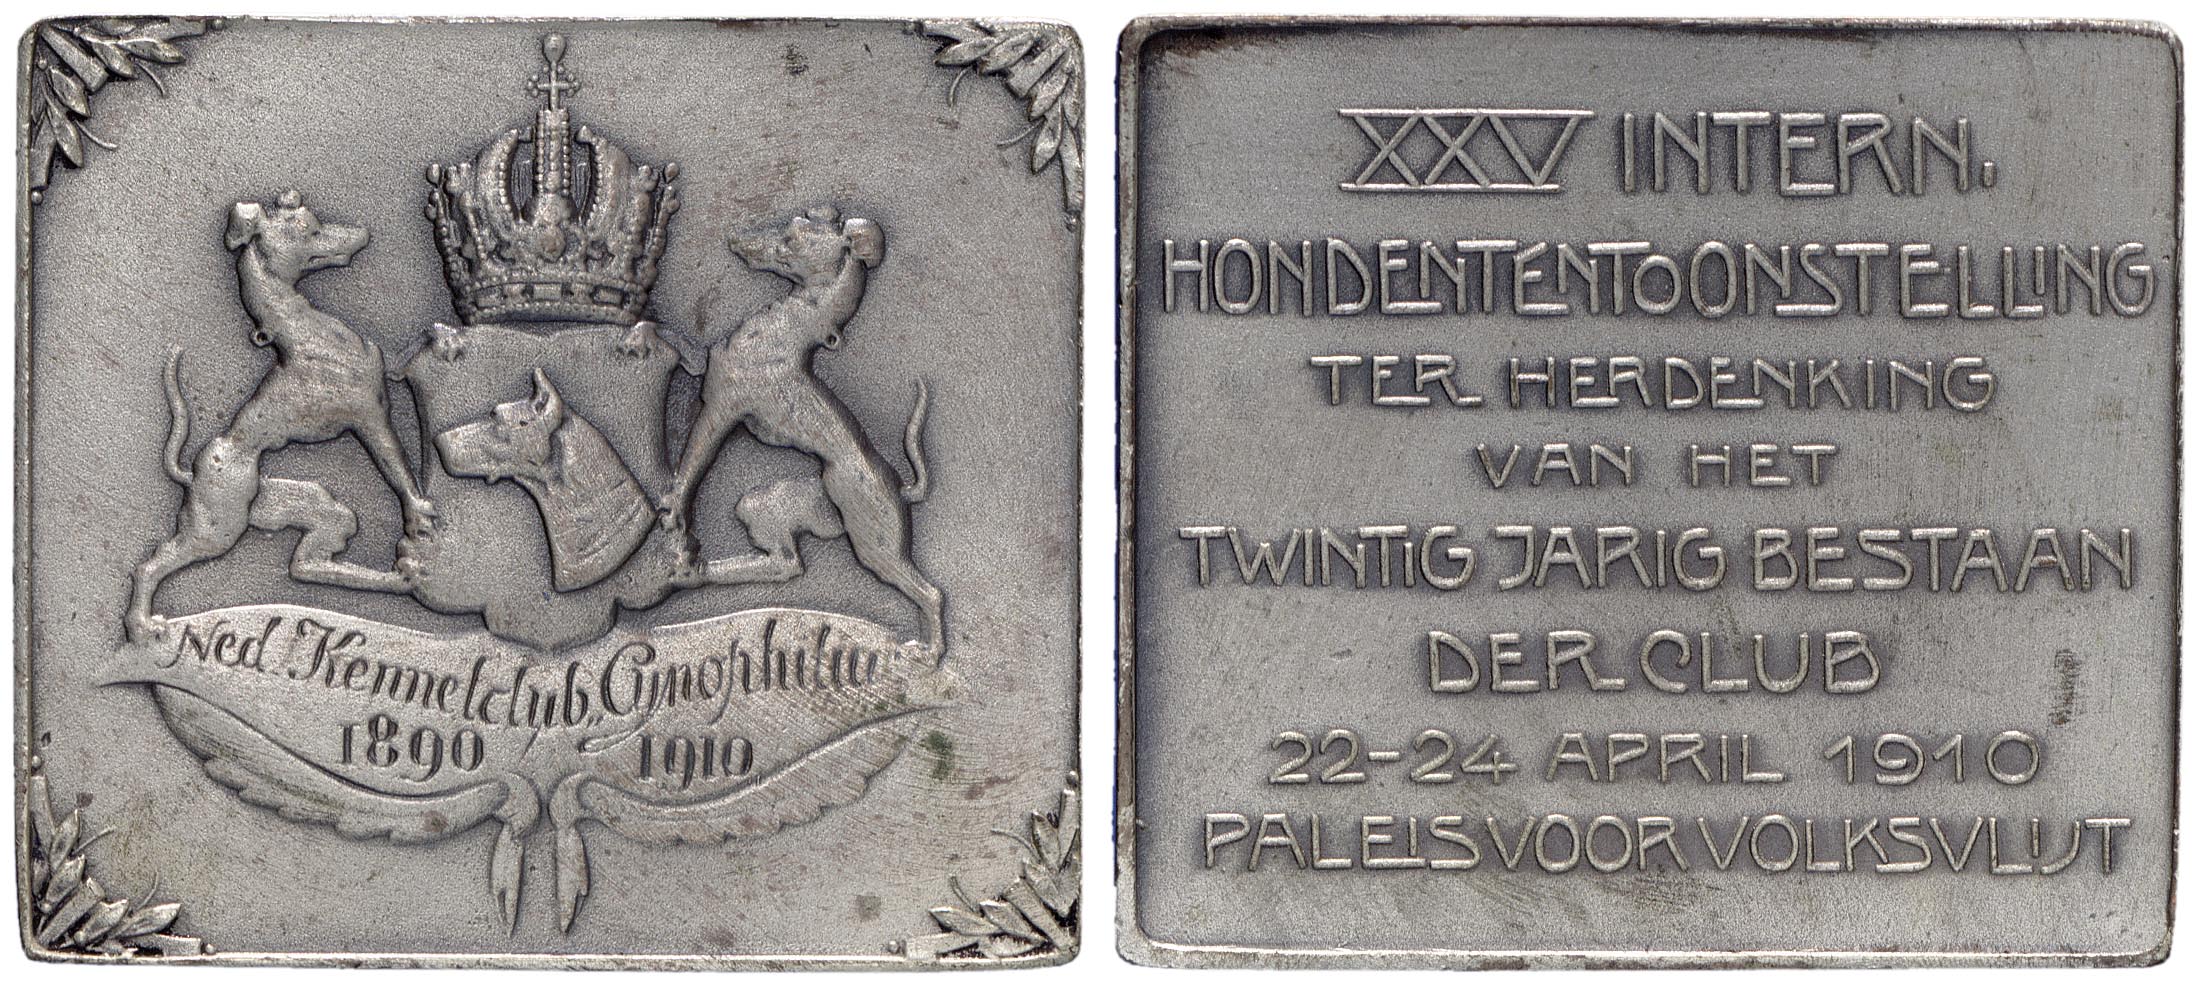 Ned. Kennelclub „Cynophilia
1890 1910
XXV INTERN.
HONDENTENTOONSTELLING
TER HERDENKING
VAN HET
TWINTIG JARIG BESTAAN
DER CLUB
22-24 APRIL 1910
PALEIS VOOR VOLKSVLIJT